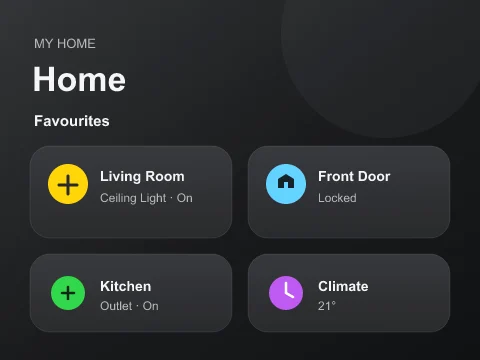 MY HOME
Home
Favourites
Living Room
Ceiling Light · On
Front Door
Locked
Kitchen
Outlet · On
Climate
21°